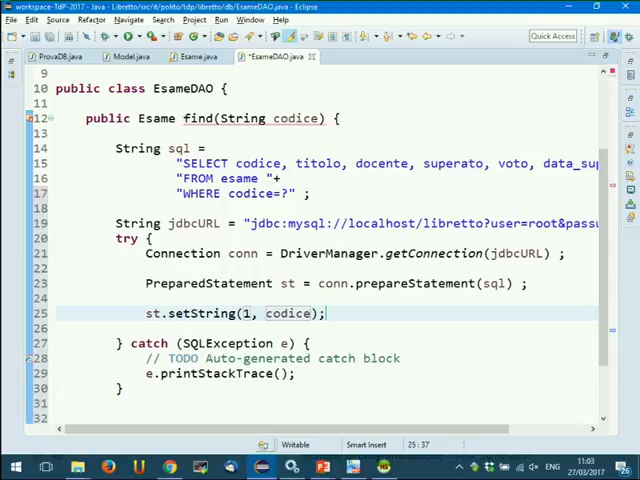 workspace-TdP-2017 - Java - Libretto/src/it/polito/tdp/libretto/db/EsameDAO.java - Eclipse
File Edit Source Refactor Navigate Search Project Run Window Help
Quick Access
ProvaDB.java Model.java Esame.java *EsameDAO.java
9
10 public class EsameDAO {
11
12 public Esame find(String codice) {
13
14 String sql =
15 "SELECT codice, titolo, docente, superato, voto, data_sup
16 "FROM esame "+
17 "WHERE codice=?" ;
18
19 String jdbcURL = "jdbc:mysql://localhost/libretto?user=root&passw
20 try {
21 Connection conn = DriverManager.getConnection(jdbcURL) ;
22
23 PreparedStatement st = conn.prepareStatement(sql) ;
24
25 st.setString(1, codice);
26
27 } catch (SQLException e) {
28 // TODO Auto-generated catch block
29 e.printStackTrace();
30 }
31
32
Writable Smart Insert 25 : 37
ENG 11:03
27/03/2017
26